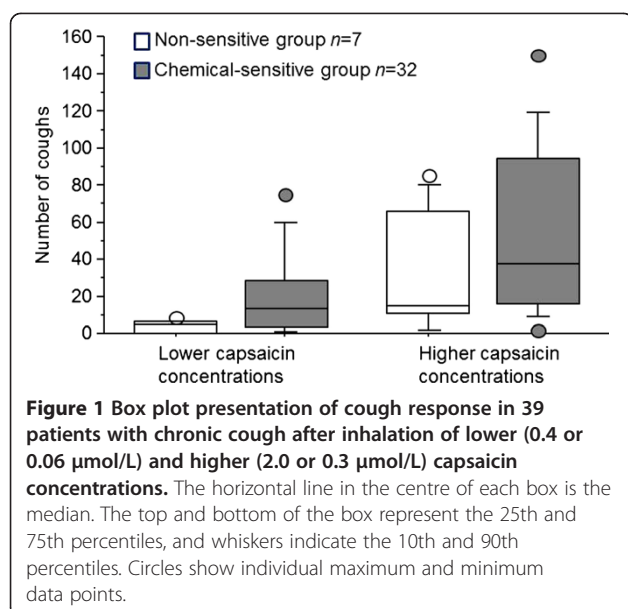 160
140
120
100
80
60
40
20
0
Number of coughs
Non-sensitive group n=7
Chemical-sensitive group n=32
Lower capsaicin
concentrations
Higher capsaicin
concentrations
Figure 1 Box plot presentation of cough response in 39
patients with chronic cough after inhalation of lower (0.4 or
0.06 μmol/L) and higher (2.0 or 0.3 μmol/L) capsaicin
concentrations. The horizontal line in the centre of each box is the
median. The top and bottom of the box represent the 25th and
75th percentiles, and whiskers indicate the 10th and 90th
percentiles. Circles show individual maximum and minimum
data points.